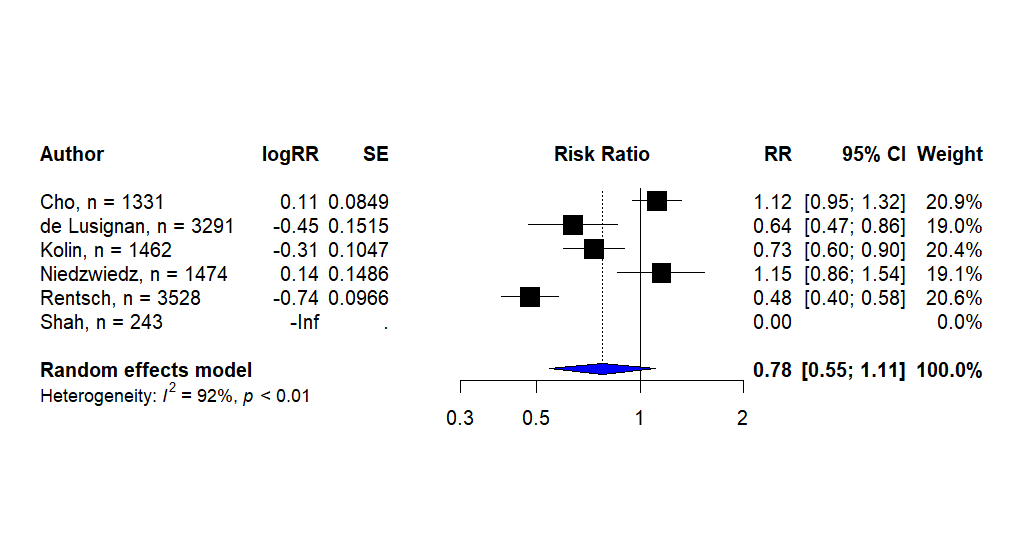 Author logRR SE Risk Ratio RR 95% CI Weight
Cho, n = 1331 0.11 0.0849 1.12 [0.95; 1.32] 20.9%
de Lusignan, n = 3291 -0.45 0.1515 0.64 [0.47; 0.86] 19.0%
Kolin, n = 1462 -0.31 0.1047 0.73 [0.60; 0.90] 20.4%
Niedzwiedz, n = 1474 0.14 0.1486 1.15 [0.86; 1.54] 19.1%
Rentsch, n = 3528 -0.74 0.0966 0.48 [0.40; 0.58] 20.6%
Shah, n = 243 -Inf . 0.00 0.0%
Random effects model 0.78 [0.55; 1.11] 100.0%
Heterogeneity: I² = 92%, p < 0.01
0.3 0.5 1 2